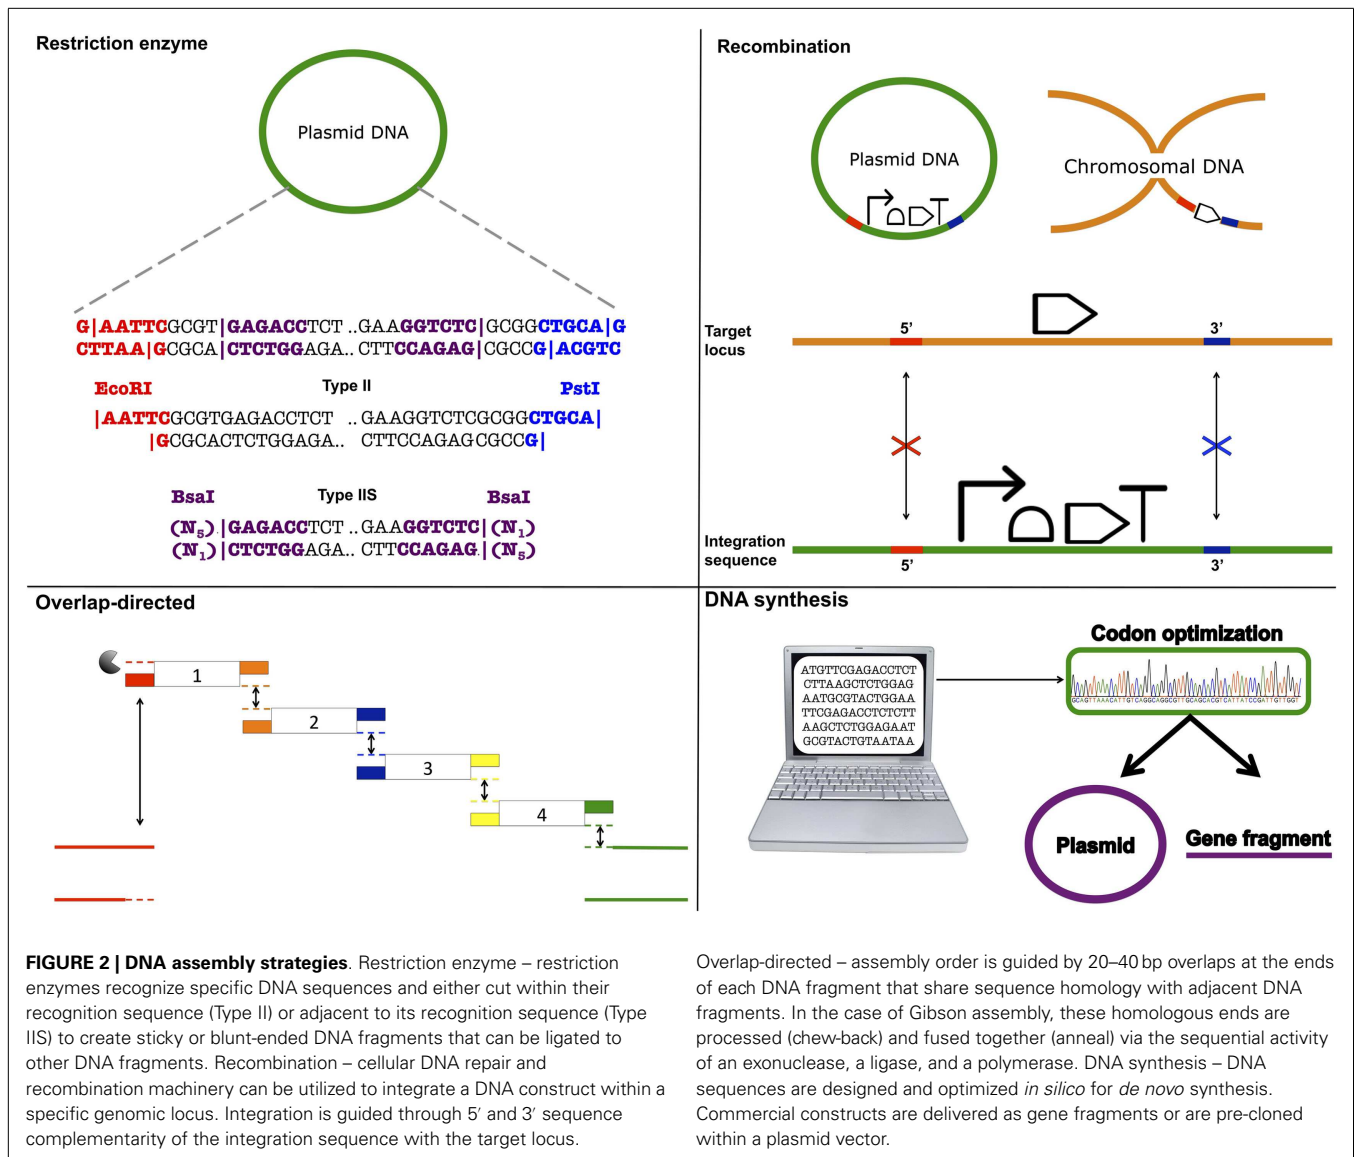 Restriction enzyme
Plasmid DNA
G|AATTCGCGT|GAGACCTCT ..GAAGGTCTC|GCGGCTGCA|G
CTTAA|GCGCA|CTCTGGAGA.. CTTCCAGAG|CGCCG|ACGTC
EcoRI Type II PstI
|AATTCGCGTGAGACCTCT ..GAAGGTCTCGCGGCTGCA|
|GCGCACTCTGGAGA.. CTTCCAGAGCGCCG|
BsaI Type IIS BsaI
(N5)|GAGACCTCT ..GAAGGTCTC|(N1)
(N1)|CTCTGGAGA.. CTTCCAGAG|(N5)
Recombination
Plasmid DNA
Chromosomal DNA
Target
locus
5’ 3’
Integration
sequence
5’ 3’
Overlap-directed
1
2
3
4
DNA synthesis
ATGTTCGAGACCTCT
CTTAAGCTCTGGAG
AATGCGTACTGGAA
TTCGAGACCTCTCTT
AAGCTCTGGAGAAT
GCGTACTGTAATAA
Codon optimization
Plasmid
Gene fragment
FIGURE 2 | DNA assembly strategies. Restriction enzyme – restriction
enzymes recognize specific DNA sequences and either cut within their
recognition sequence (Type II) or adjacent to its recognition sequence (Type
IIS) to create sticky or blunt-ended DNA fragments that can be ligated to
other DNA fragments. Recombination – cellular DNA repair and
recombination machinery can be utilized to integrate a DNA construct within a
specific genomic locus. Integration is guided through 5′ and 3′ sequence
complementarity of the integration sequence with the target locus.
Overlap-directed – assembly order is guided by 20–40 bp overlaps at the ends
of each DNA fragment that share sequence homology with adjacent DNA
fragments. In the case of Gibson assembly, these homologous ends are
processed (chew-back) and fused together (anneal) via the sequential activity
of an exonuclease, a ligase, and a polymerase. DNA synthesis – DNA
sequences are designed and optimized in silico for de novo synthesis.
Commercial constructs are delivered as gene fragments or are pre-cloned
within a plasmid vector.